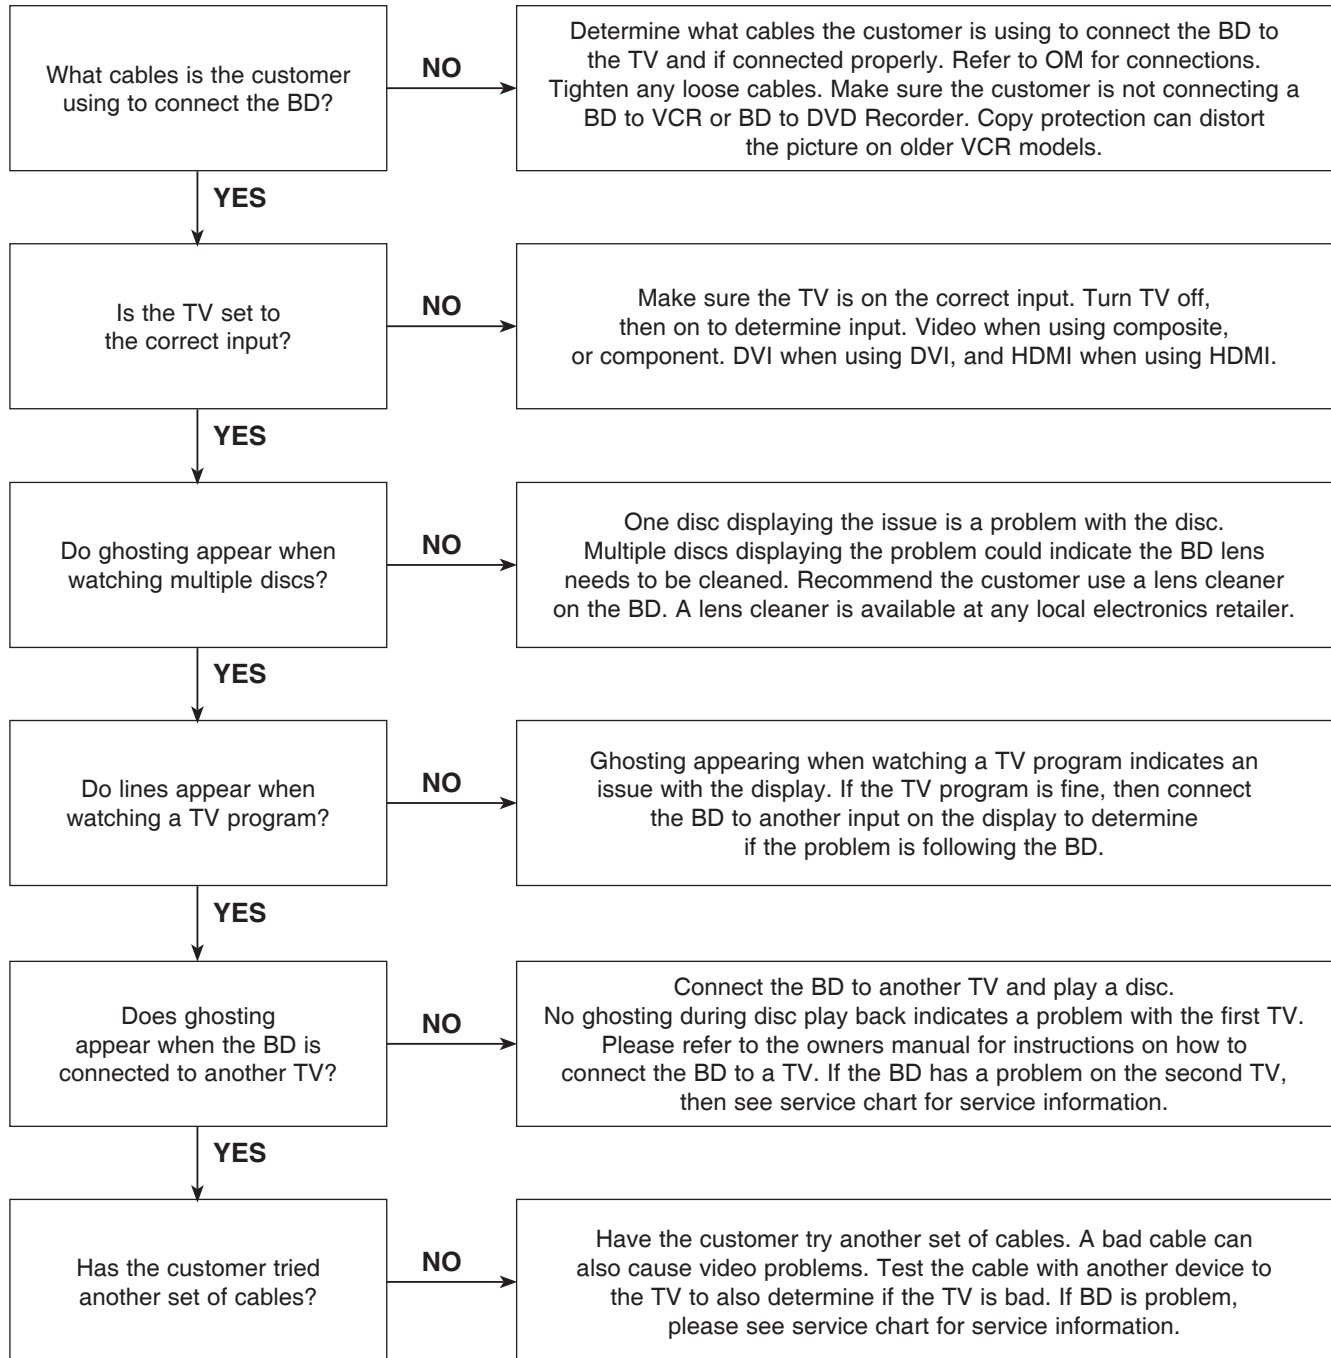 What cables is the customer
using to connect the BD?
NO
Determine what cables the customer is using to connect the BD to
the TV and if connected properly. Refer to OM for connections.
Tighten any loose cables. Make sure the customer is not connecting a
BD to VCR or BD to DVD Recorder. Copy protection can distort
the picture on older VCR models.
YES
Is the TV set to
the correct input?
NO
Make sure the TV is on the correct input. Turn TV off,
then on to determine input. Video when using composite,
or component. DVI when using DVI, and HDMI when using HDMI.
YES
Do ghosting appear when
watching multiple discs?
NO
One disc displaying the issue is a problem with the disc.
Multiple discs displaying the problem could indicate the BD lens
needs to be cleaned. Recommend the customer use a lens cleaner
on the BD. A lens cleaner is available at any local electronics retailer.
YES
Do lines appear when
watching a TV program?
NO
Ghosting appearing when watching a TV program indicates an
issue with the display. If the TV program is fine, then connect
the BD to another input on the display to determine
if the problem is following the BD.
YES
Does ghosting
appear when the BD is
connected to another TV?
NO
Connect the BD to another TV and play a disc.
No ghosting during disc play back indicates a problem with the first TV.
Please refer to the owners manual for instructions on how to
connect the BD to a TV. If the BD has a problem on the second TV,
then see service chart for service information.
YES
Has the customer tried
another set of cables?
NO
Have the customer try another set of cables. A bad cable can
also cause video problems. Test the cable with another device to
the TV to also determine if the TV is bad. If BD is problem,
please see service chart for service information.